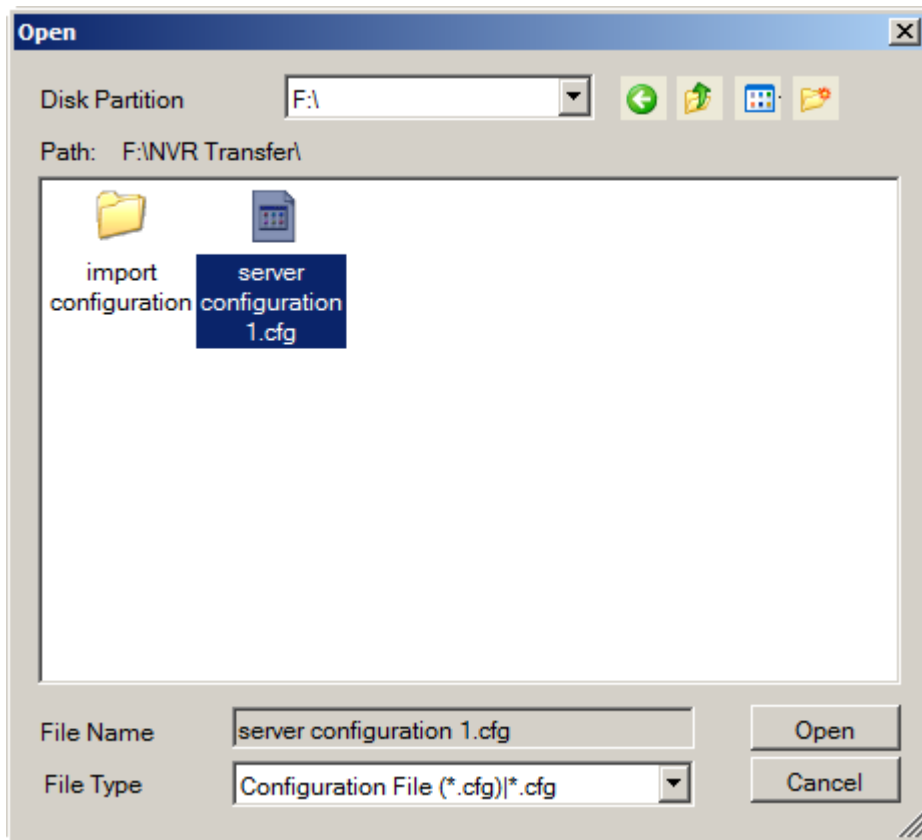 Open
Disk Partition
F:\
Path: F:\NVR Transfer\
import
configuration
server
configuration
1.cfg
File Name
server configuration 1.cfg
Open
File Type
Configuration File (*.cfg)|*.cfg
Cancel